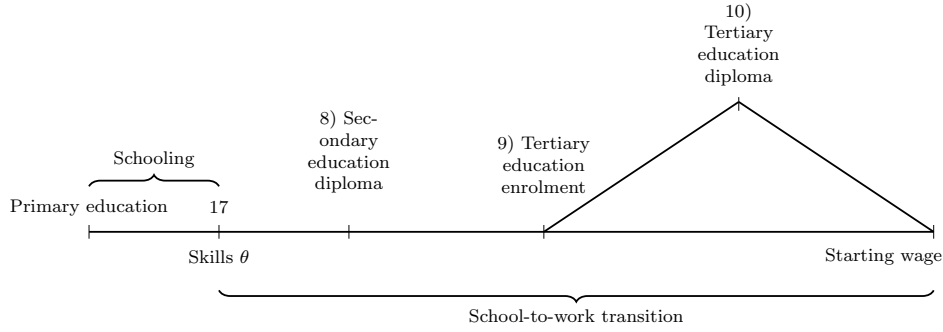 10)
Tertiary
education
diploma
8) Sec-
ondary
education
diploma
9) Tertiary
education
enrolment
Schooling
Primary education
17
Skills θ
Starting wage
School-to-work transition